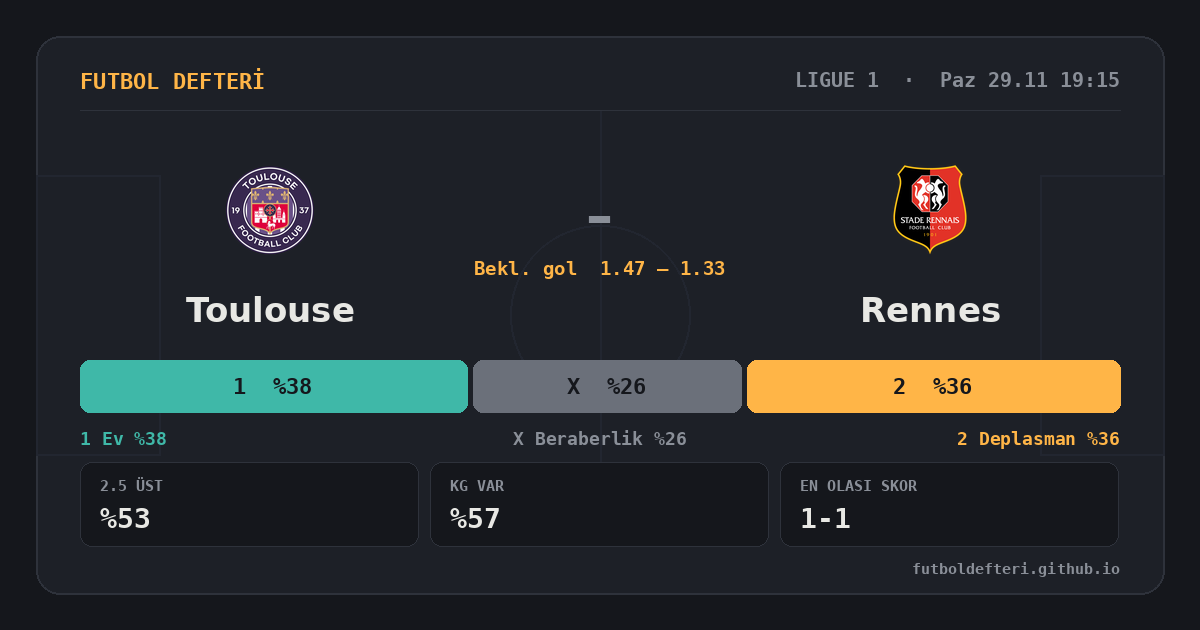 FUTBOL DEFTERİ
LIGUE 1 · Paz 29.11 19:15
TOULOUSE
19 37
FOOTBALL CLUB
STADE RENNAIS
FOOTBALL CLUB
1901
–
Bekl. gol 1.47 – 1.33
Toulouse
Rennes
1 %38
X %26
2 %36
1 Ev %38
X Beraberlik %26
2 Deplasman %36
2.5 ÜST
KG VAR
EN OLASI SKOR
%53
%57
1-1
futboldefteri.github.io